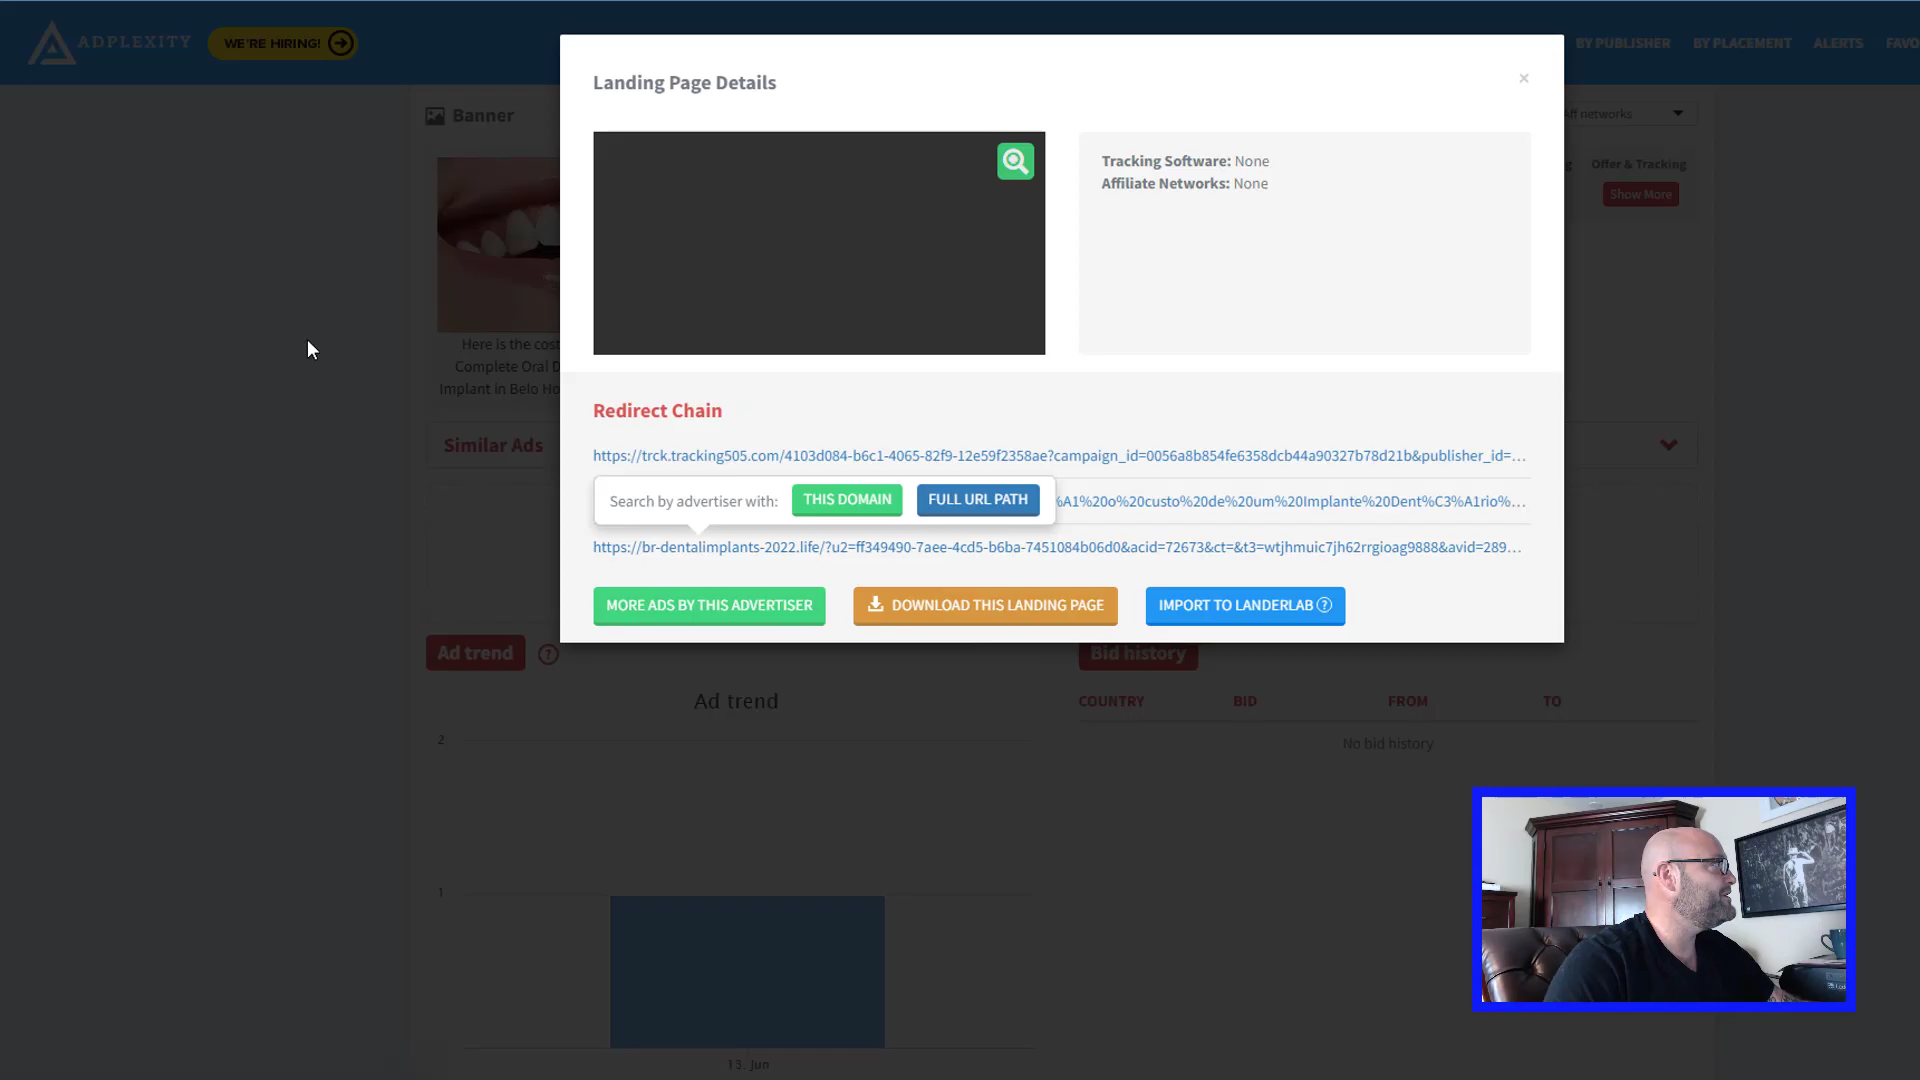 ADPLEXITY
WE'RE HIRING!
BY PUBLISHER
BY PLACEMENT
ALERTS
FAVO
Landing Page Details
×
Banner
Aff networks
Tracking Software: None
Affiliate Networks: None
Offer & Tracking
Show More
Here is the cost
Complete Oral D
Implant in Belo Ho
Redirect Chain
Similar Ads
https://trck.tracking505.com/4103d084-b6c1-4065-82f9-12e59f2358ae?campaign_id=0056a8b854fe6358dcb44a90327b78d21b&publisher_id=...
Search by advertiser with: THIS DOMAIN FULL URL PATH
%A1%20o%20custo%20de%20um%20Implante%20Dent%C3%A1rio%...
https://br-dentalimplants-2022.life/?u2=ff349490-7aee-4cd5-b6ba-7451084b06d0&acid=72673&ct=&t3=wtjhmuic7jh62rrgioag9888&avid=289...
MORE ADS BY THIS ADVERTISER
DOWNLOAD THIS LANDING PAGE
IMPORT TO LANDERLAB ?
Ad trend ?
Bid history
Ad trend
COUNTRY BID FROM TO
2
No bid history
1
13. Jun